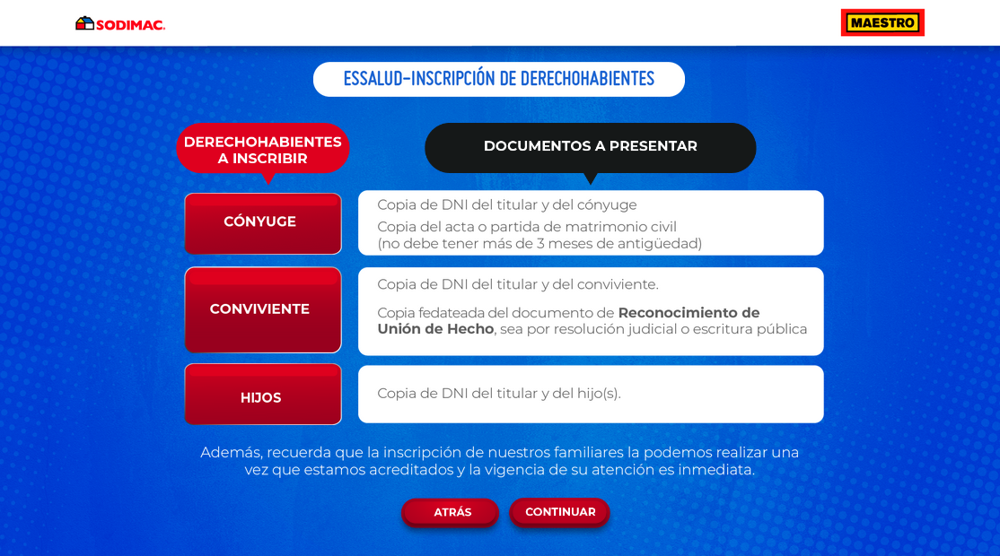 SODIMAC
MAESTRO
ESSALUD-INSCRIPCIÓN DE DERECHOHABIENTES
DERECHOHABIENTES
A INSCRIBIR
DOCUMENTOS A PRESENTAR
CÓNYUGE
Copia de DNI del titular y del cónyuge
Copia del acta o partida de matrimonio civil
(no debe tener más de 3 meses de antigüedad)
CONVIVIENTE
Copia de DNI del titular y del conviviente.
Copia fedateada del documento de Reconocimiento de
Unión de Hecho, sea por resolución judicial o escritura pública
HIJOS
Copia de DNI del titular y del hijo(s).
Además, recuerda que la inscripción de nuestros familiares la podemos realizar una
vez que estamos acreditados y la vigencia de su atención es inmediata.
ATRÁS
CONTINUAR